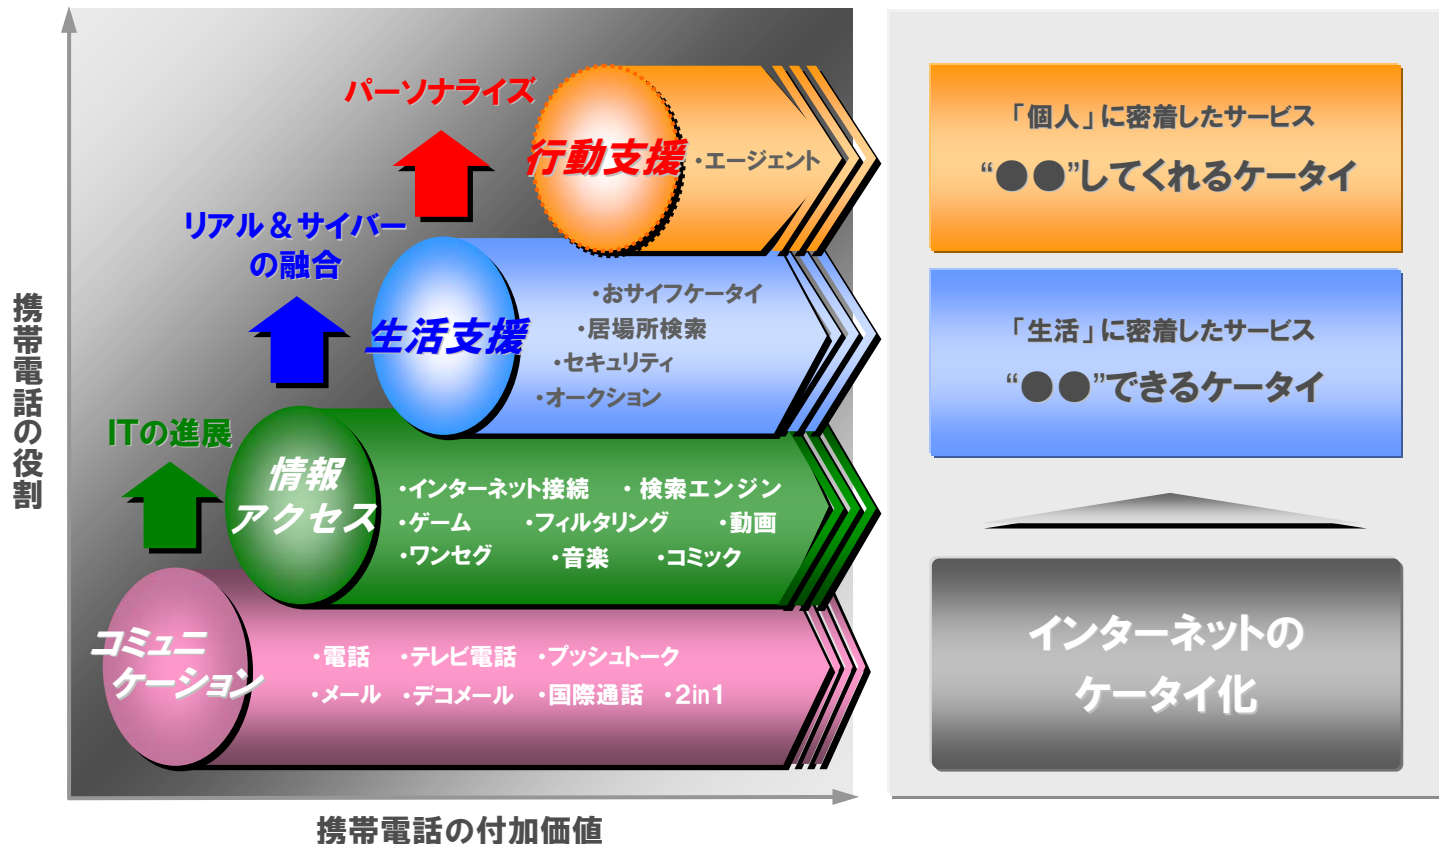 パーソナライズ
行動支援
・エージェント
リアル&サイバー
の融合
生活支援
・おサイフケータイ
・居場所検索
・セキュリティ
・オークション
ITの進展
情報
アクセス
・インターネット接続 ・検索エンジン
・ゲーム ・フィルタリング ・動画
・ワンセグ ・音楽 ・コミック
コミュニ
ケーション
・電話 ・テレビ電話 ・プッシュトーク
・メール ・デコメール ・国際通話 ・2in1
携帯電話の役割
携帯電話の付加価値
「個人」に密着したサービス
“●●”してくれるケータイ
「生活」に密着したサービス
“●●”できるケータイ
インターネットの
ケータイ化